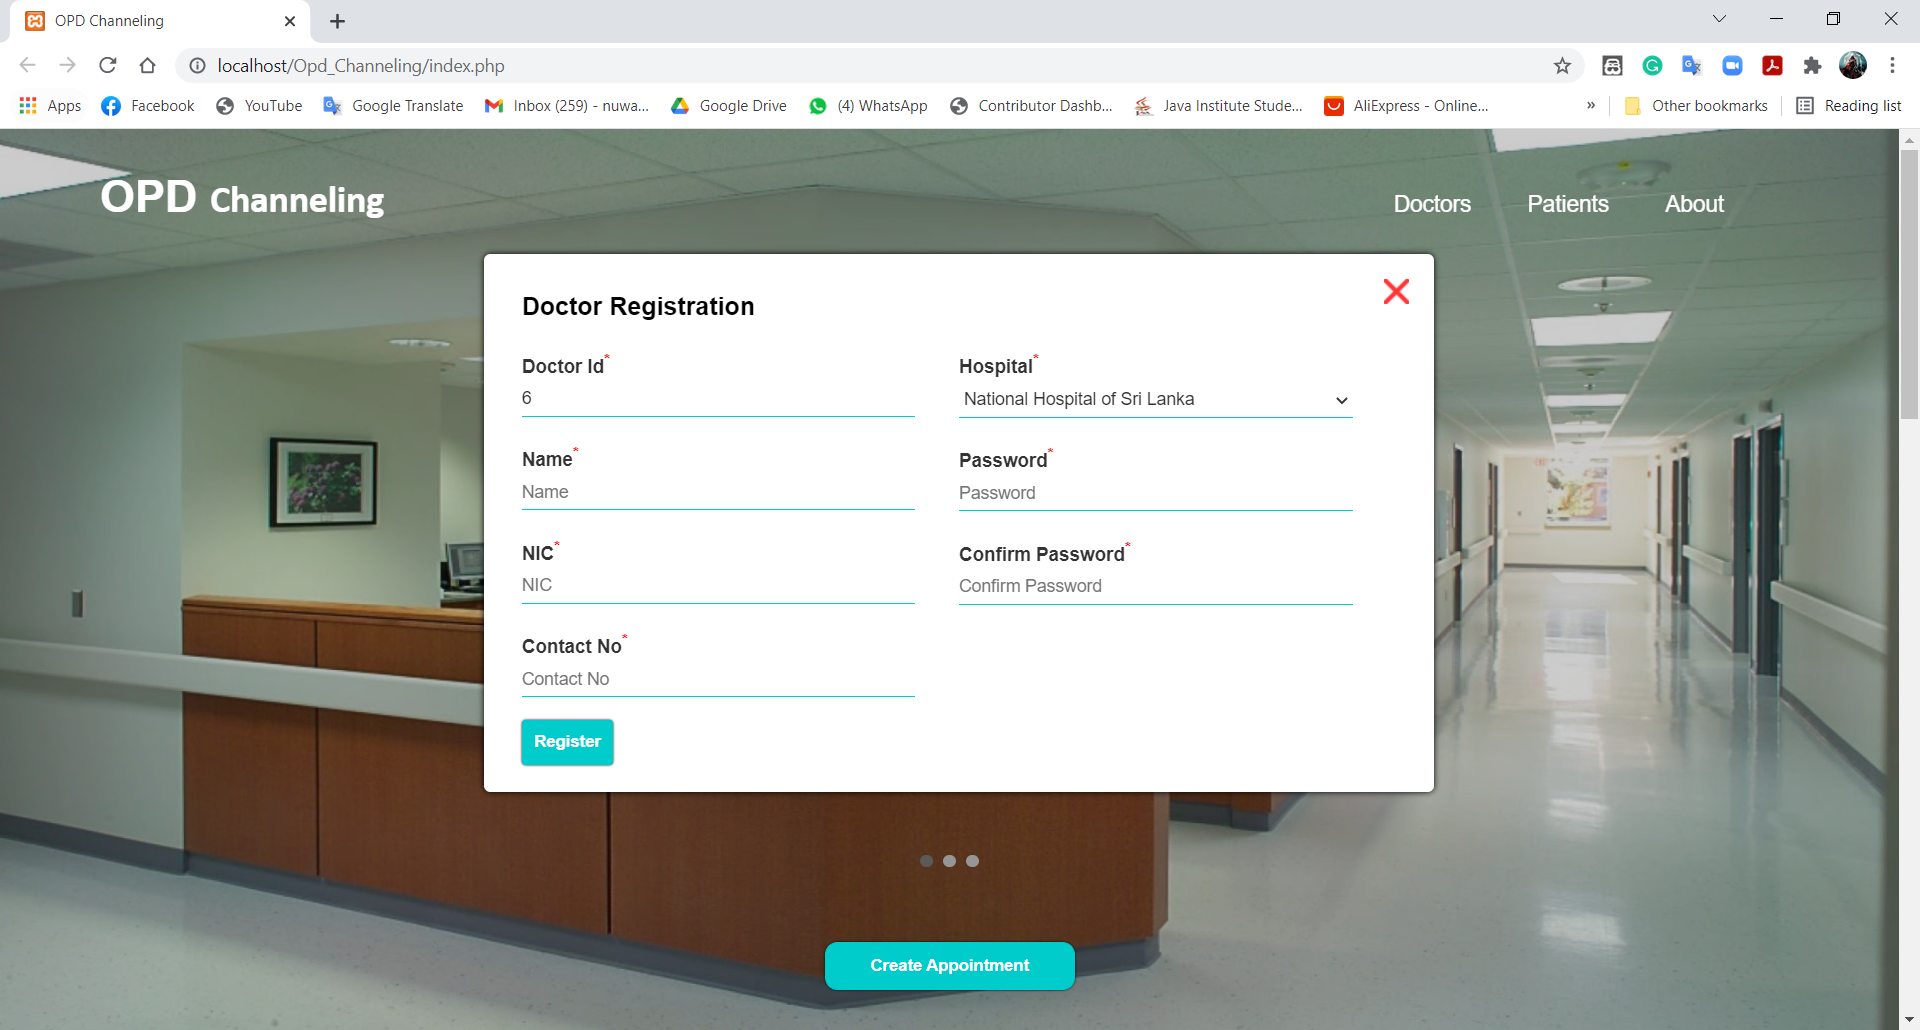 OPD Channeling
localhost/Opd_Channeling/index.php
Apps Facebook YouTube Google Translate Inbox (259) - nuwa... Google Drive (4) WhatsApp Contributor Dashb... Java Institute Stude... AliExpress - Online... » Other bookmarks Reading list
OPD Channeling
Doctors Patients About
Doctor Registration
Doctor Id*
6
Hospital*
National Hospital of Sri Lanka
Name*
Name
Password*
Password
NIC*
NIC
Confirm Password*
Confirm Password
Contact No*
Contact No
Register
Create Appointment